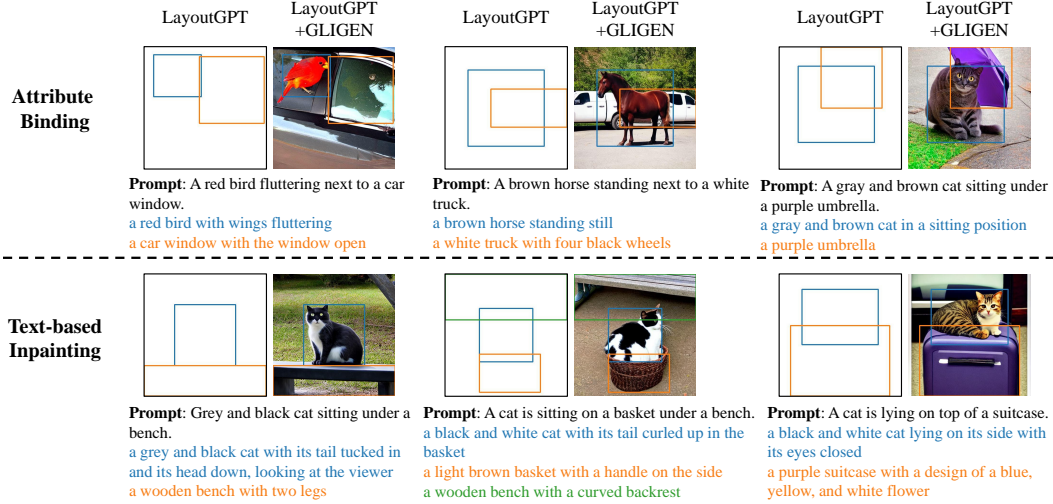 LayoutGPT
LayoutGPT
+GLIGEN
LayoutGPT
LayoutGPT
+GLIGEN
LayoutGPT
LayoutGPT
+GLIGEN
Attribute
Binding
Prompt: A red bird fluttering next to a car
window.
a red bird with wings fluttering
a car window with the window open
Prompt: A brown horse standing next to a white
truck.
a brown horse standing still
a white truck with four black wheels
Prompt: A gray and brown cat sitting under
a purple umbrella.
a gray and brown cat in a sitting position
a purple umbrella
Text-based
Inpainting
Prompt: Grey and black cat sitting under a
bench.
a grey and black cat with its tail tucked in
and its head down, looking at the viewer
a wooden bench with two legs
Prompt: A cat is sitting on a basket under a bench.
a black and white cat with its tail curled up in the
basket
a light brown basket with a handle on the side
a wooden bench with a curved backrest
Prompt: A cat is lying on top of a suitcase.
a black and white cat lying on its side with
its eyes closed
a purple suitcase with a design of a blue,
yellow, and white flower